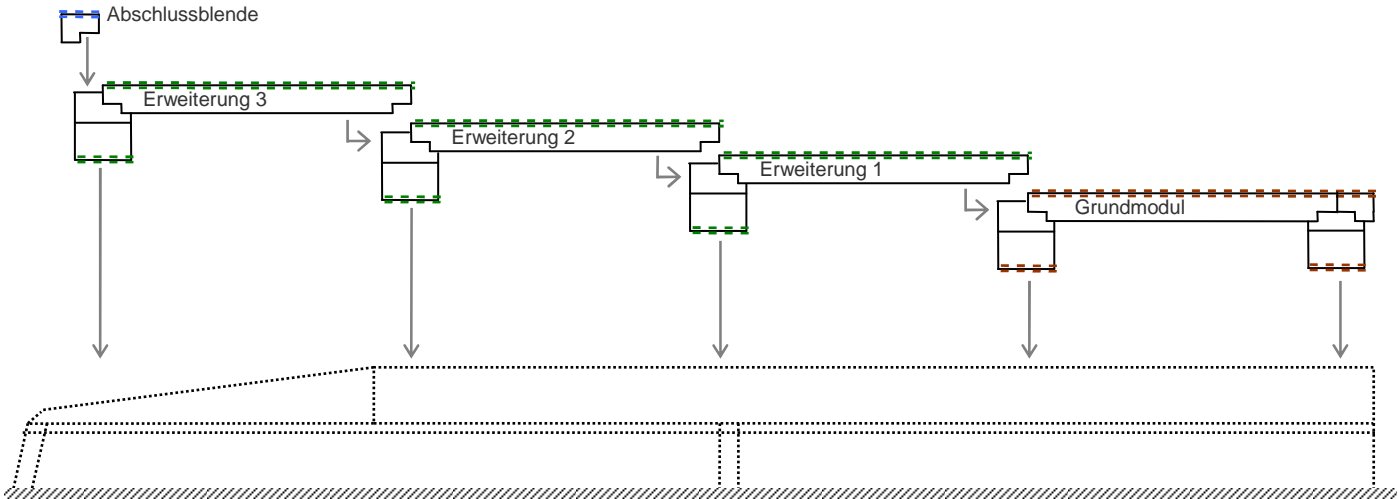 Abschlussblende
Erweiterung 3
Erweiterung 2
Erweiterung 1
Grundmodul